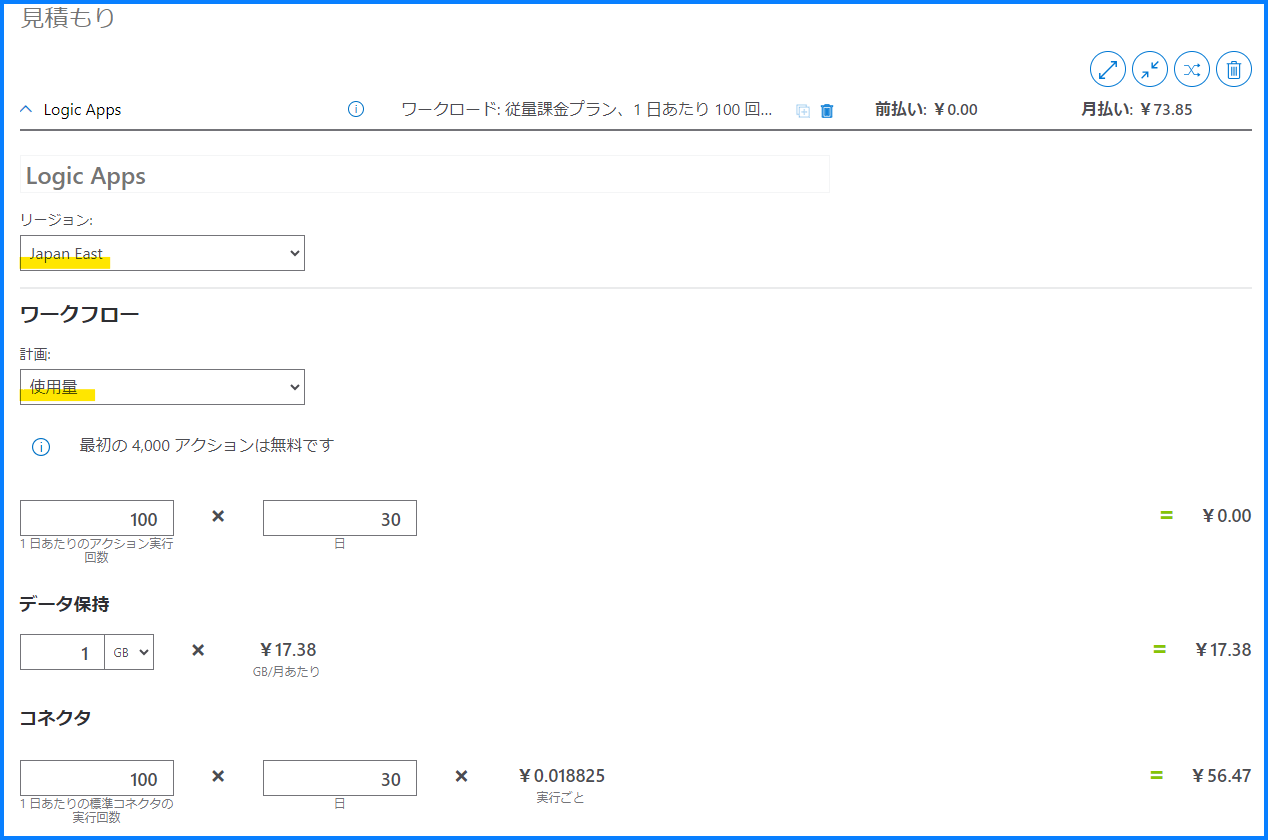 見積もり
Logic Apps ワークロード: 従量課金プラン、1 日あたり 100 回... 前払い: ¥0.00 月払い: ¥73.85
Logic Apps
リージョン:
Japan East
ワークフロー
計画:
使用量
最初の 4,000 アクションは無料です
100 × 30 = ¥0.00
1 日あたりのアクション実行 日
回数
データ保持
1 GB × ¥17.38 = ¥17.38
GB/月あたり
コネクタ
100 × 30 × ¥0.018825 = ¥56.47
1 日あたりの標準コネクタの 日 実行ごと
実行回数